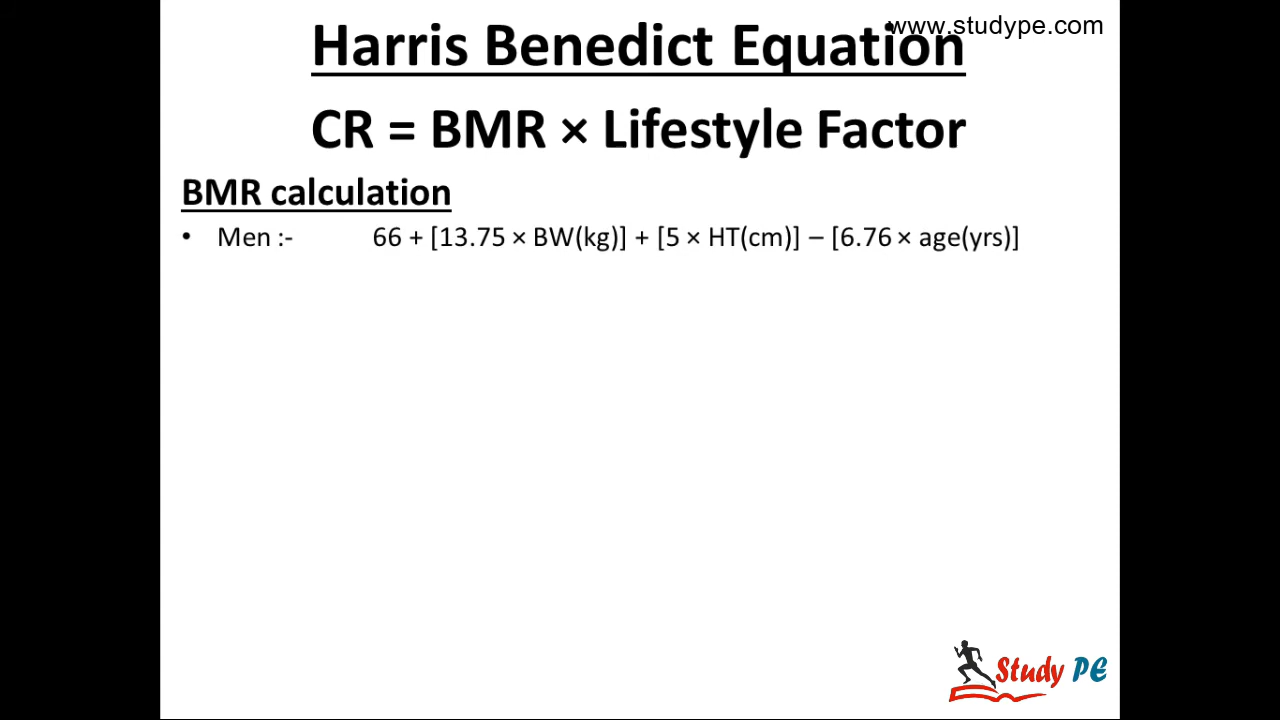 www.studype.com
Harris Benedict Equation
CR = BMR × Lifestyle Factor
BMR calculation
• Men :- 66 + [13.75 × BW(kg)] + [5 × HT(cm)] – [6.76 × age(yrs)]
Study PE